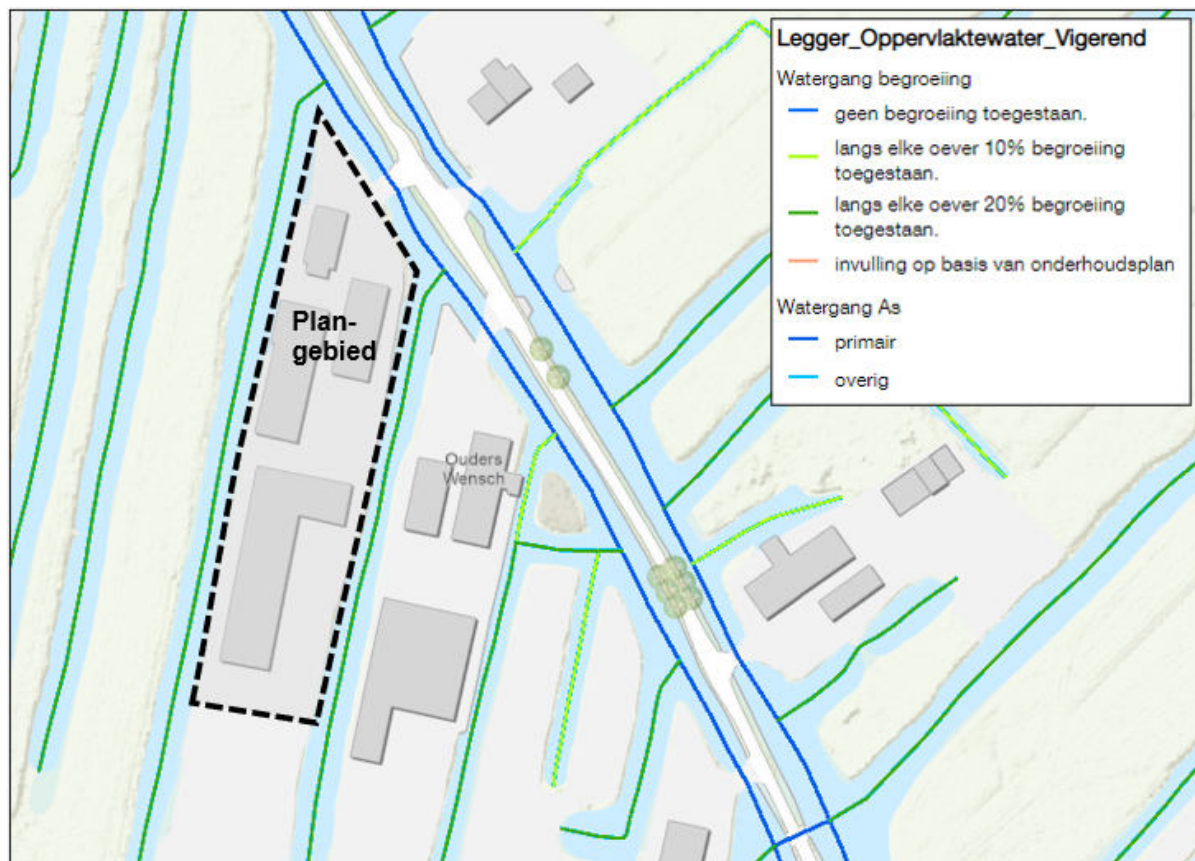 Legger_Oppervlaktewater_Vigerend
Watergang begroeiing
geen begroeiing toegestaan.
langs elke oever 10% begroeiing
toegestaan.
langs elke oever 20% begroeiing
toegestaan.
invulling op basis van onderhoudsplan
Watergang As
primair
overig
Plan-
gebied
Ouders
Wensch